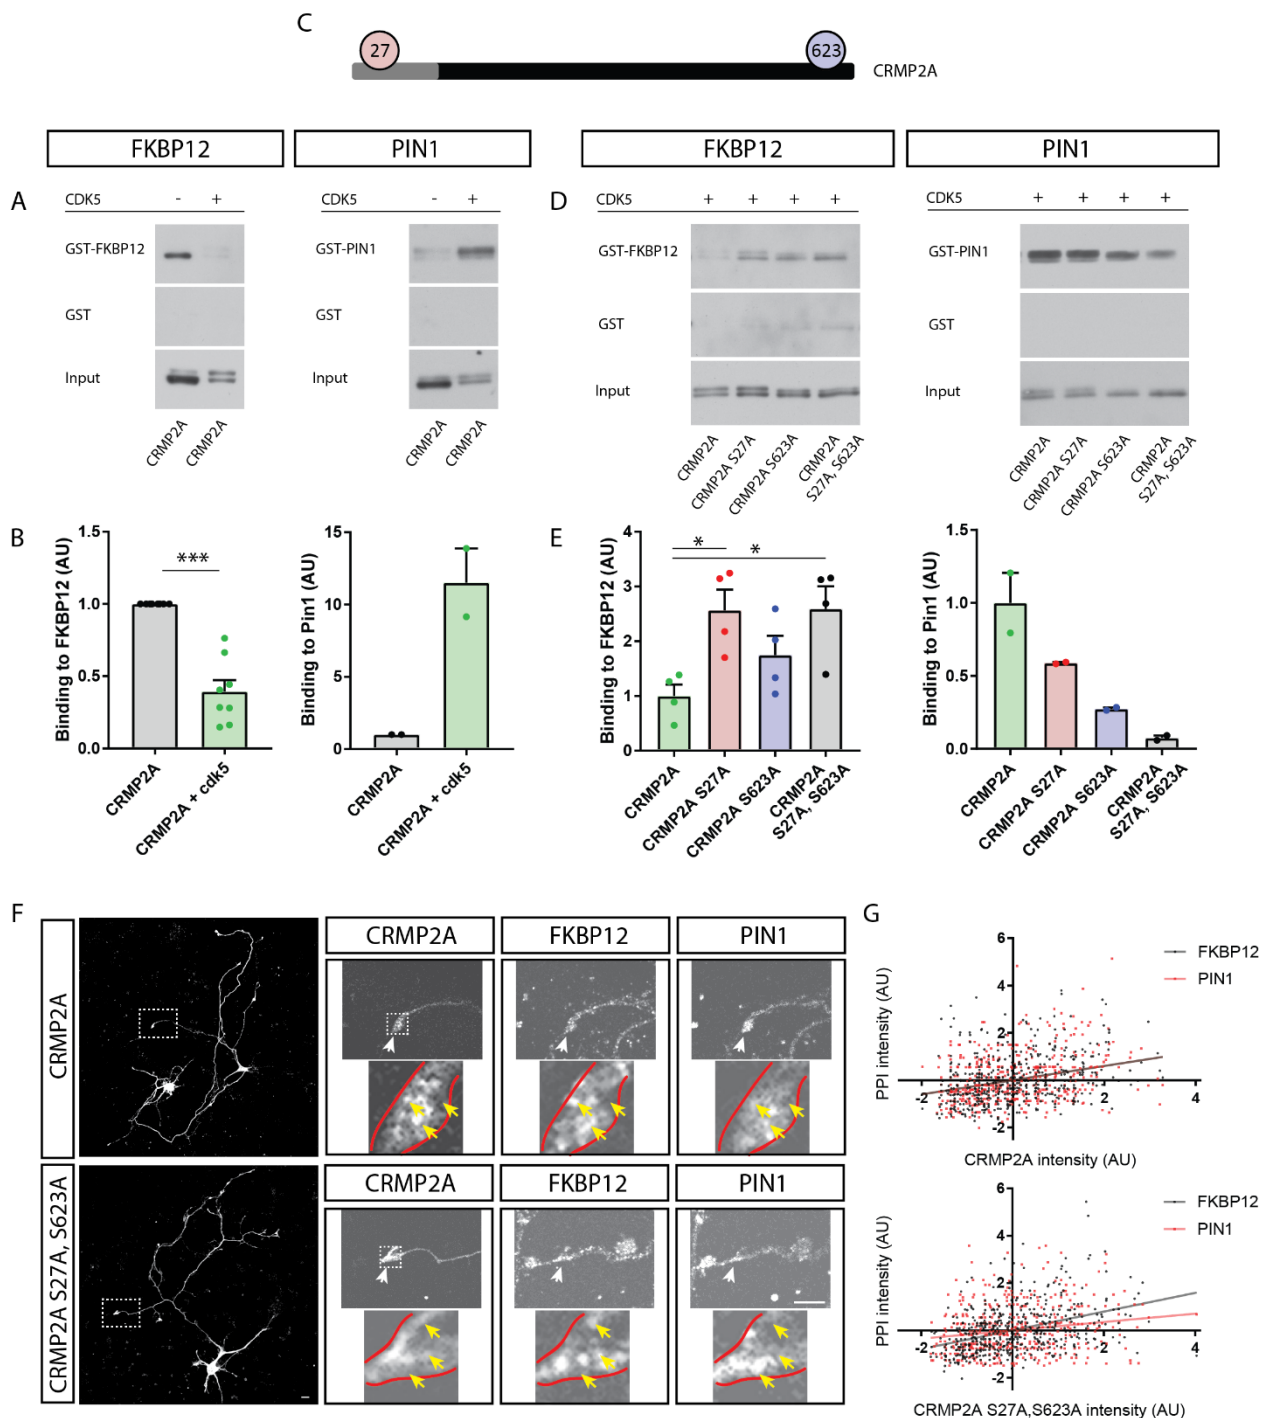 C
27
623
CRMP2A
FKBP12
PIN1
FKBP12
PIN1
A
CDK5
-
+
CDK5
-
+
D
CDK5
+
+
+
+
CDK5
+
+
+
+
GST-FKBP12
GST-PIN1
GST-FKBP12
GST-PIN1
GST
GST
GST
GST
Input
Input
Input
Input
CRMP2A
CRMP2A
CRMP2A
CRMP2A
CRMP2A
CRMP2A S27A
CRMP2A S623A
CRMP2A
S27A, S623A
CRMP2A
CRMP2A S27A
CRMP2A S623A
CRMP2A
S27A, S623A
B
Binding to FKBP12 (AU)
1.5
1.0
0.5
0.0
***
CRMP2A
CRMP2A + cdk5
Binding to Pin1 (AU)
15
10
5
0
CRMP2A
CRMP2A + cdk5
E
Binding to FKBP12 (AU)
4
3
2
1
0
*
*
CRMP2A
CRMP2A S27A
CRMP2A S623A
CRMP2A
S27A, S623A
Binding to Pin1 (AU)
1.5
1.0
0.5
0.0
CRMP2A
CRMP2A S27A
CRMP2A S623A
CRMP2A
S27A, S623A
F
CRMP2A
CRMP2A
FKBP12
PIN1
CRMP2A S27A, S623A
CRMP2A
FKBP12
PIN1
G
PPI intensity (AU)
6
4
2
-2
-2
2
4
FKBP12
PIN1
CRMP2A intensity (AU)
PPI intensity (AU)
6
4
2
-2
-2
2
4
FKBP12
PIN1
CRMP2A S27A,S623A intensity (AU)